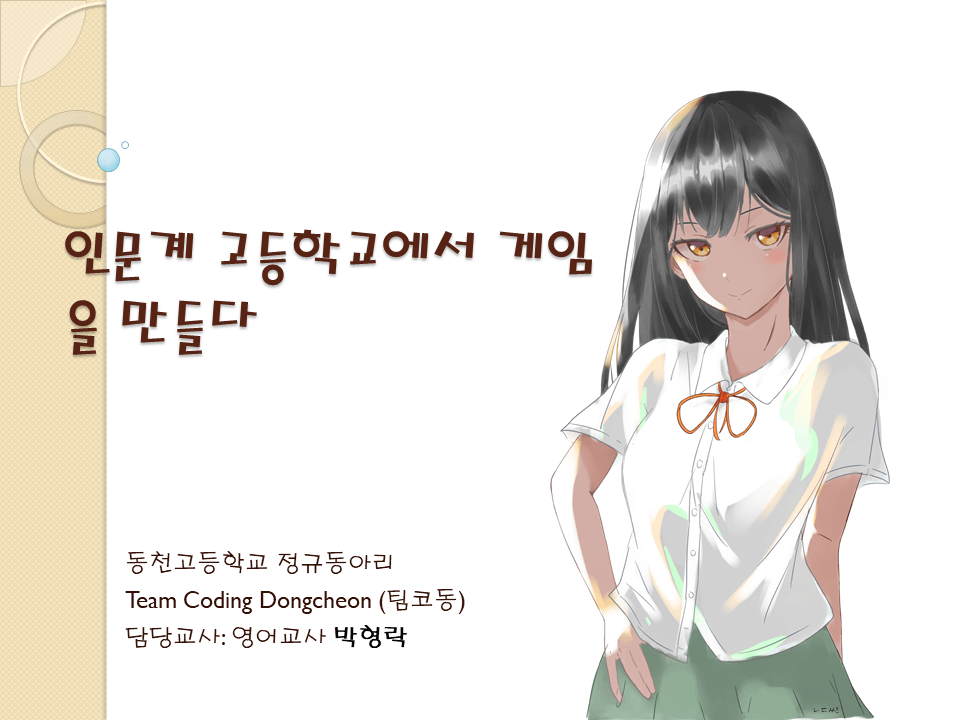 인문계 고등학교에서 게임
을 만들다
동천고등학교 정규동아리
Team Coding Dongcheon (팀코동)
담당교사: 영어교사 박형락